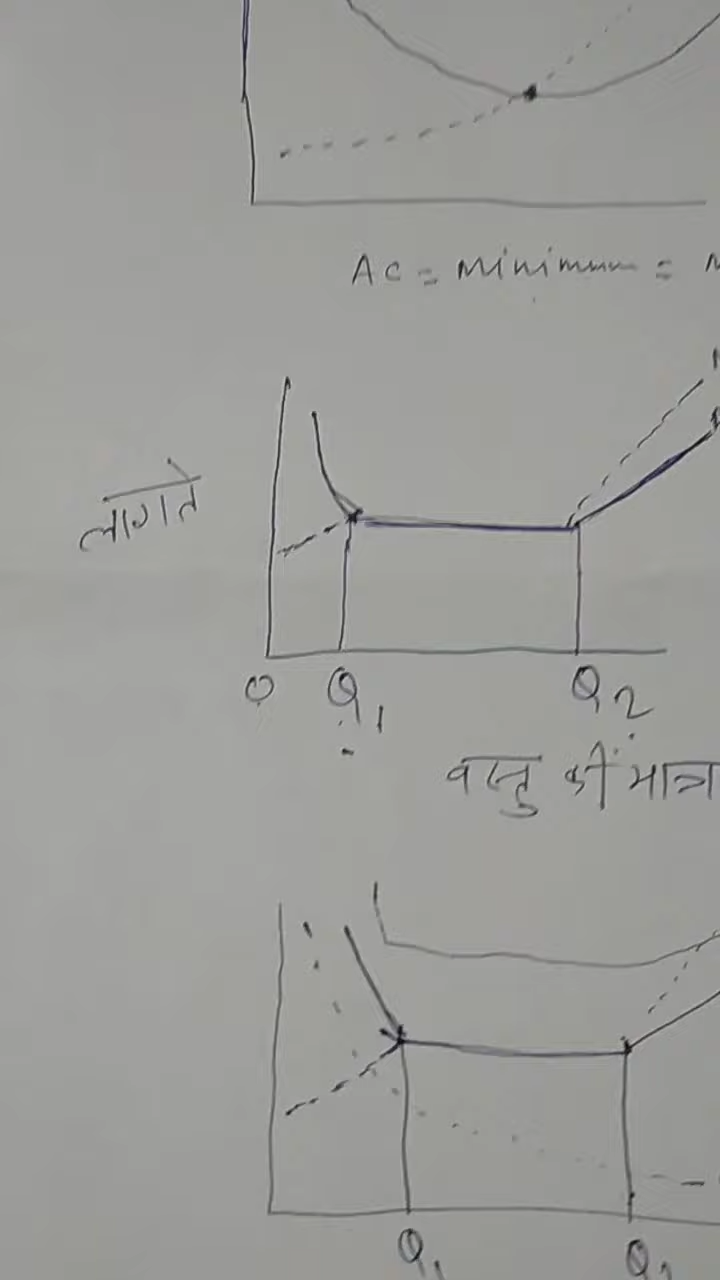 AC = Minimum =
लागतें
O Q1 Q2
वस्तु की मात्रा
Q1